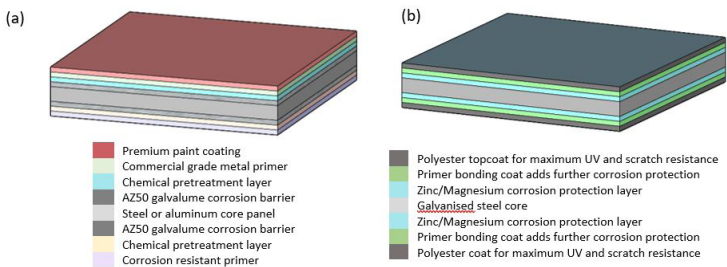 (a)
Premium paint coating
Commercial grade metal primer
Chemical pretreatment layer
AZ50 galvalume corrosion barrier
Steel or aluminum core panel
AZ50 galvalume corrosion barrier
Chemical pretreatment layer
Corrosion resistant primer
(b)
Polyester topcoat for maximum UV and scratch resistance
Primer bonding coat adds further corrosion protection
Zinc/Magnesium corrosion protection layer
Galvanised steel core
Zinc/Magnesium corrosion protection layer
Primer bonding coat adds further corrosion protection
Polyester coat for maximum UV and scratch resistance